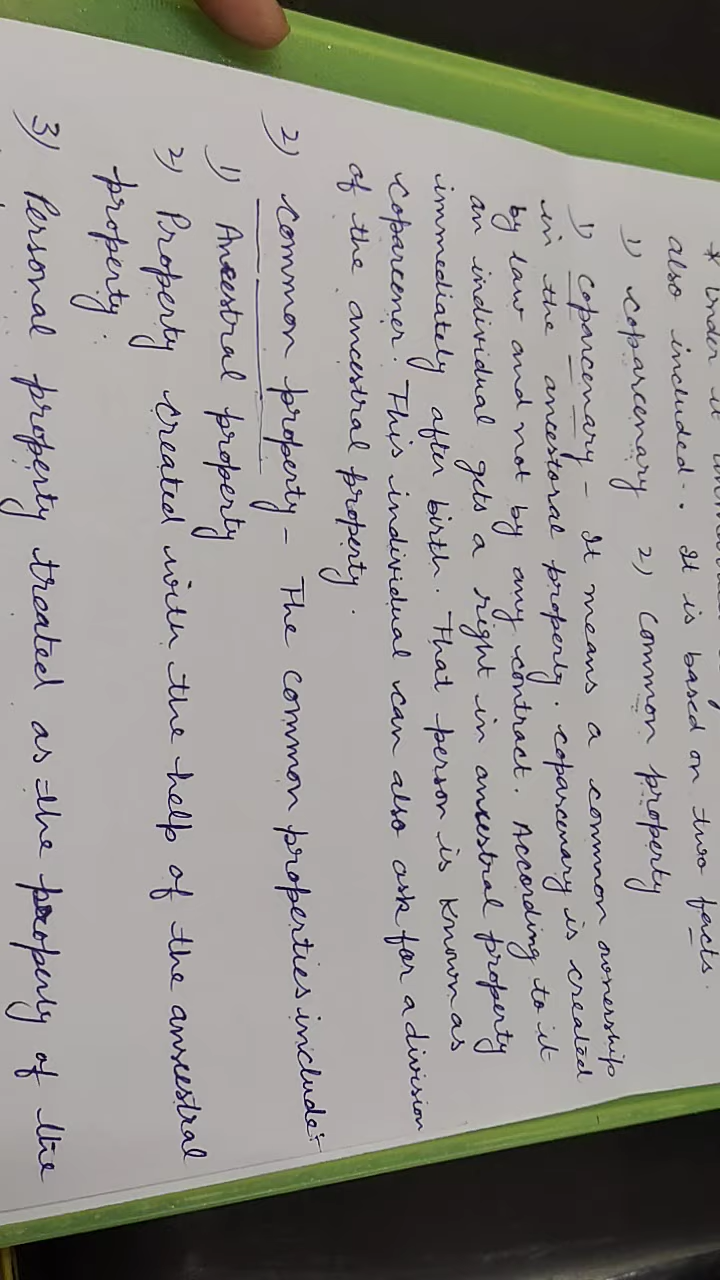 * Under it
also included.. It is based on two facts.
1) coparcenary 2) common property
1) coparcenary - It means a common ownership
in the ancestoral property. coparcenary is created
by law and not by any contract. According to it
an individual gets a right in ancestral property
immediately after birth. That person is known as
coparcener. This individual can also ask for a division
of the ancestral property.
2) common property - The common properties include:-
1) Ancestral property
2) Property created with the help of the ancestral
property.
3) Personal property treated as the property of the